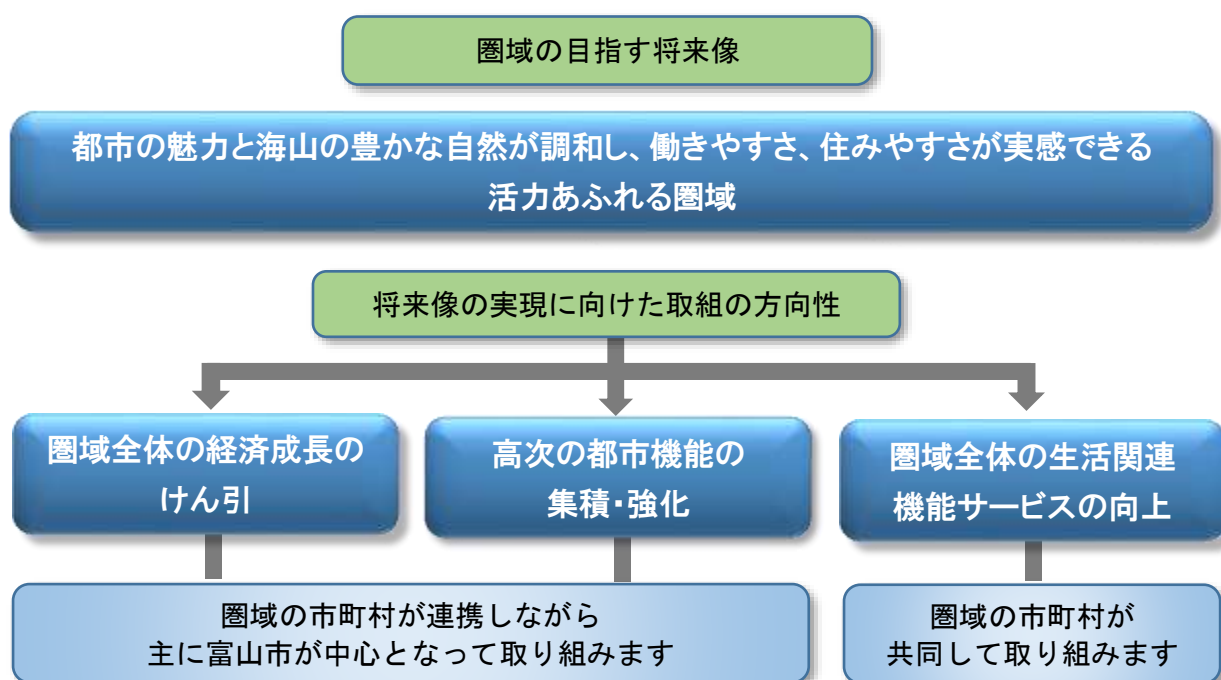 圏域の目指す将来像
都市の魅力と海山の豊かな自然が調和し、働きやすさ、住みやすさが実感できる
活力あふれる圏域
将来像の実現に向けた取組の方向性
圏域全体の経済成長の
けん引
高次の都市機能の
集積・強化
圏域全体の生活関連
機能サービスの向上
圏域の市町村が連携しながら
主に富山市が中心となって取り組みます
圏域の市町村が
共同して取り組みます